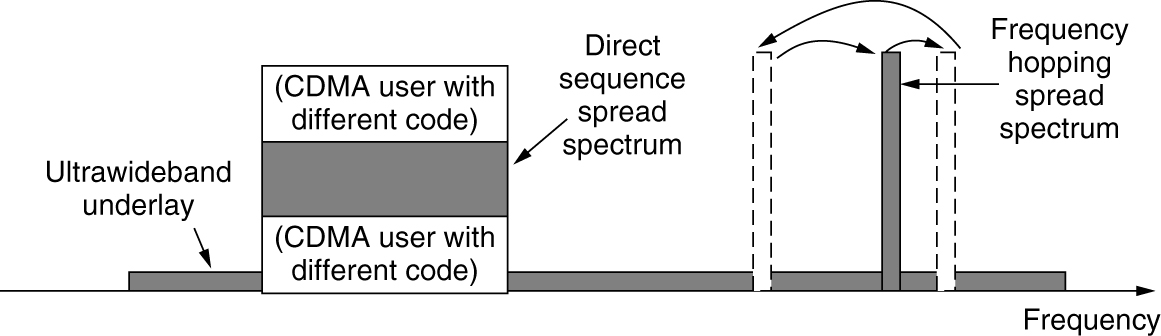 Ultrawideband
underlay
(CDMA user with
different code)
(CDMA user with
different code)
Direct
sequence
spread
spectrum
Frequency
hopping
spread
spectrum
Frequency